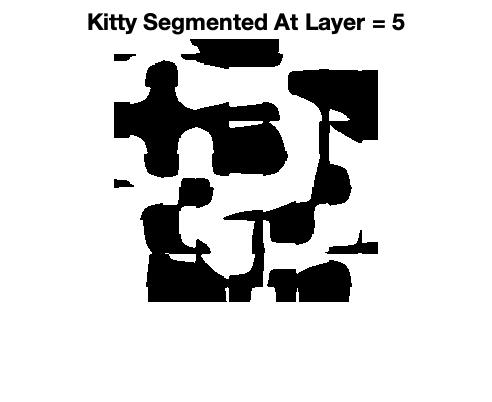 Kitty Segmented At Layer = 5